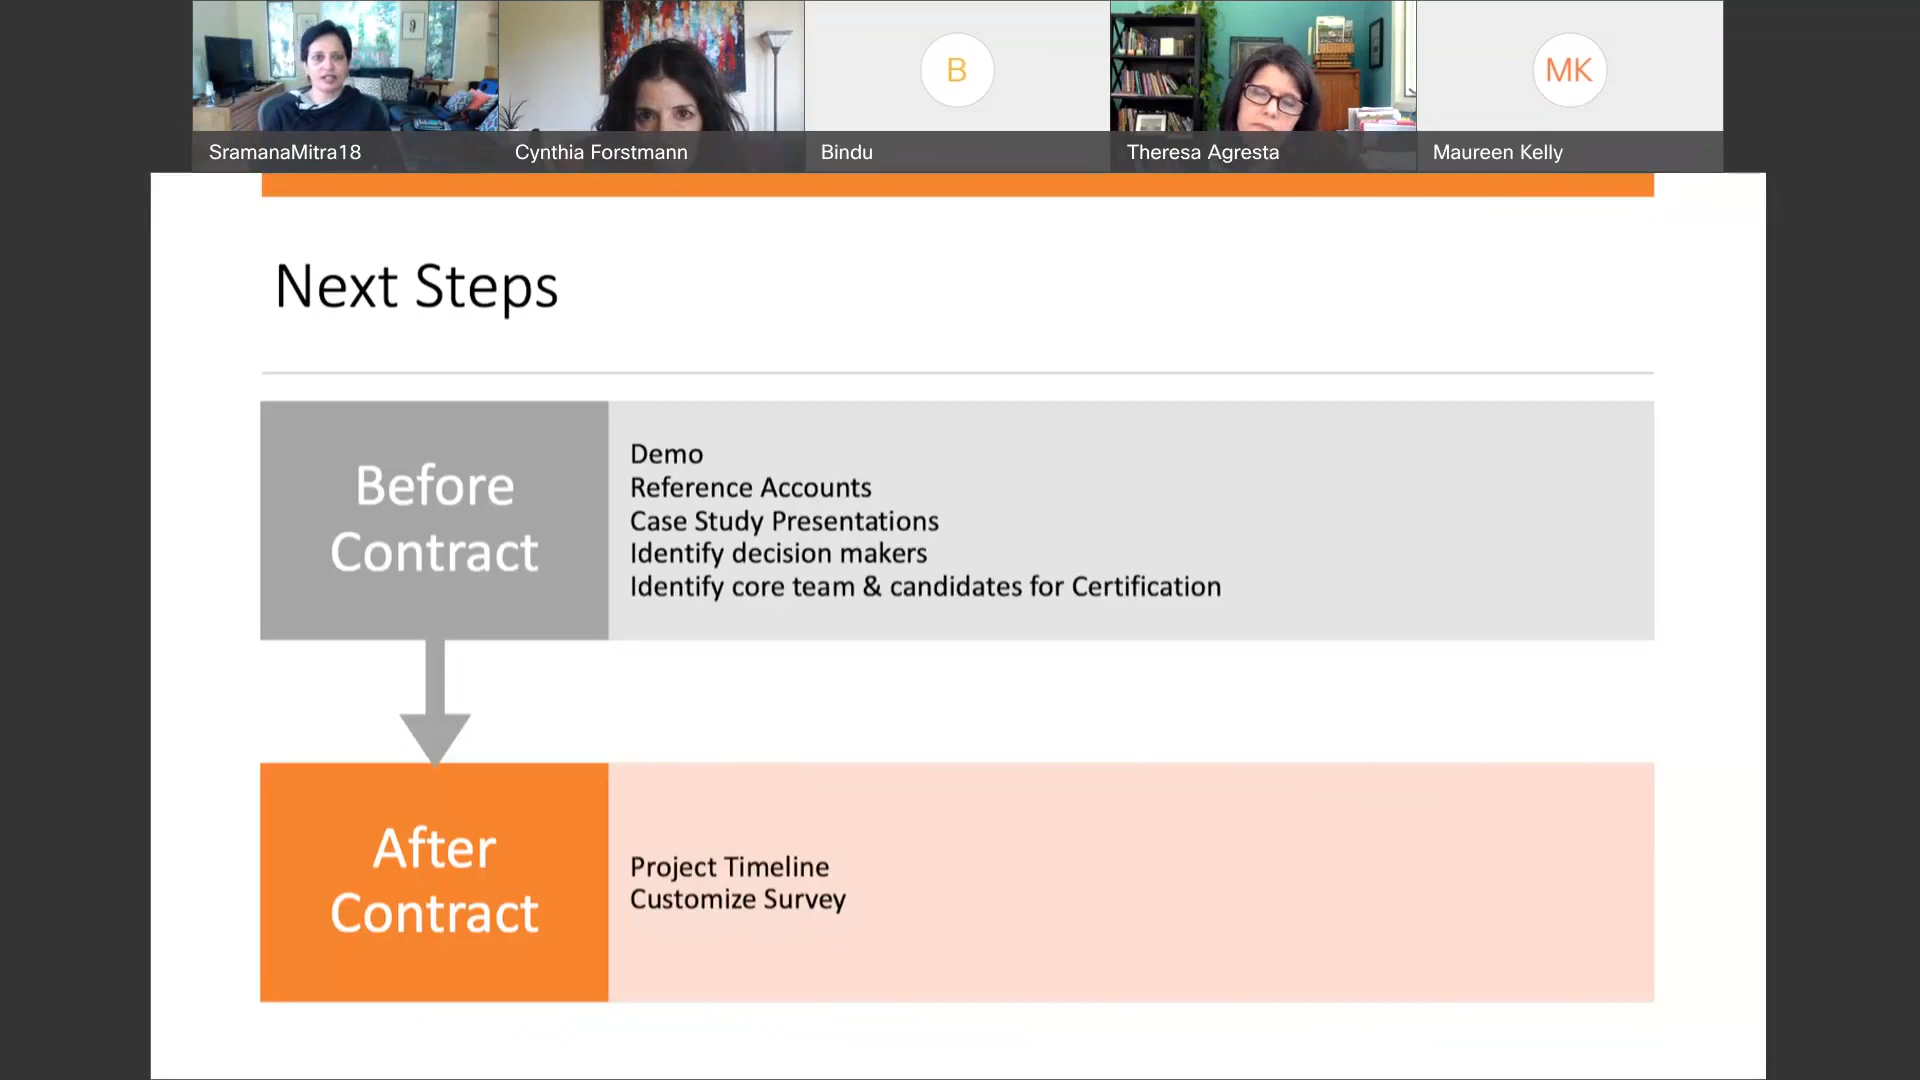 SramanaMitra18
Cynthia Forstmann
B
Bindu
Theresa Agresta
MK
Maureen Kelly
Next Steps
Before
Contract
Demo
Reference Accounts
Case Study Presentations
Identify decision makers
Identify core team & candidates for Certification
After
Contract
Project Timeline
Customize Survey